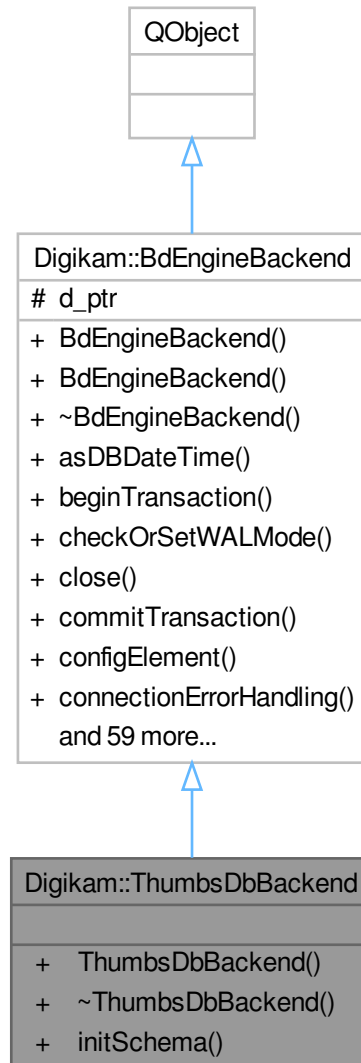 QObject
Digikam::BdEngineBackend
# d_ptr
+ BdEngineBackend()
+ BdEngineBackend()
+ ~BdEngineBackend()
+ asDBDateTime()
+ beginTransaction()
+ checkOrSetWALMode()
+ close()
+ commitTransaction()
+ configElement()
+ connectionErrorHandling()
and 59 more...
Digikam::ThumbsDbBackend
+ ThumbsDbBackend()
+ ~ThumbsDbBackend()
+ initSchema()